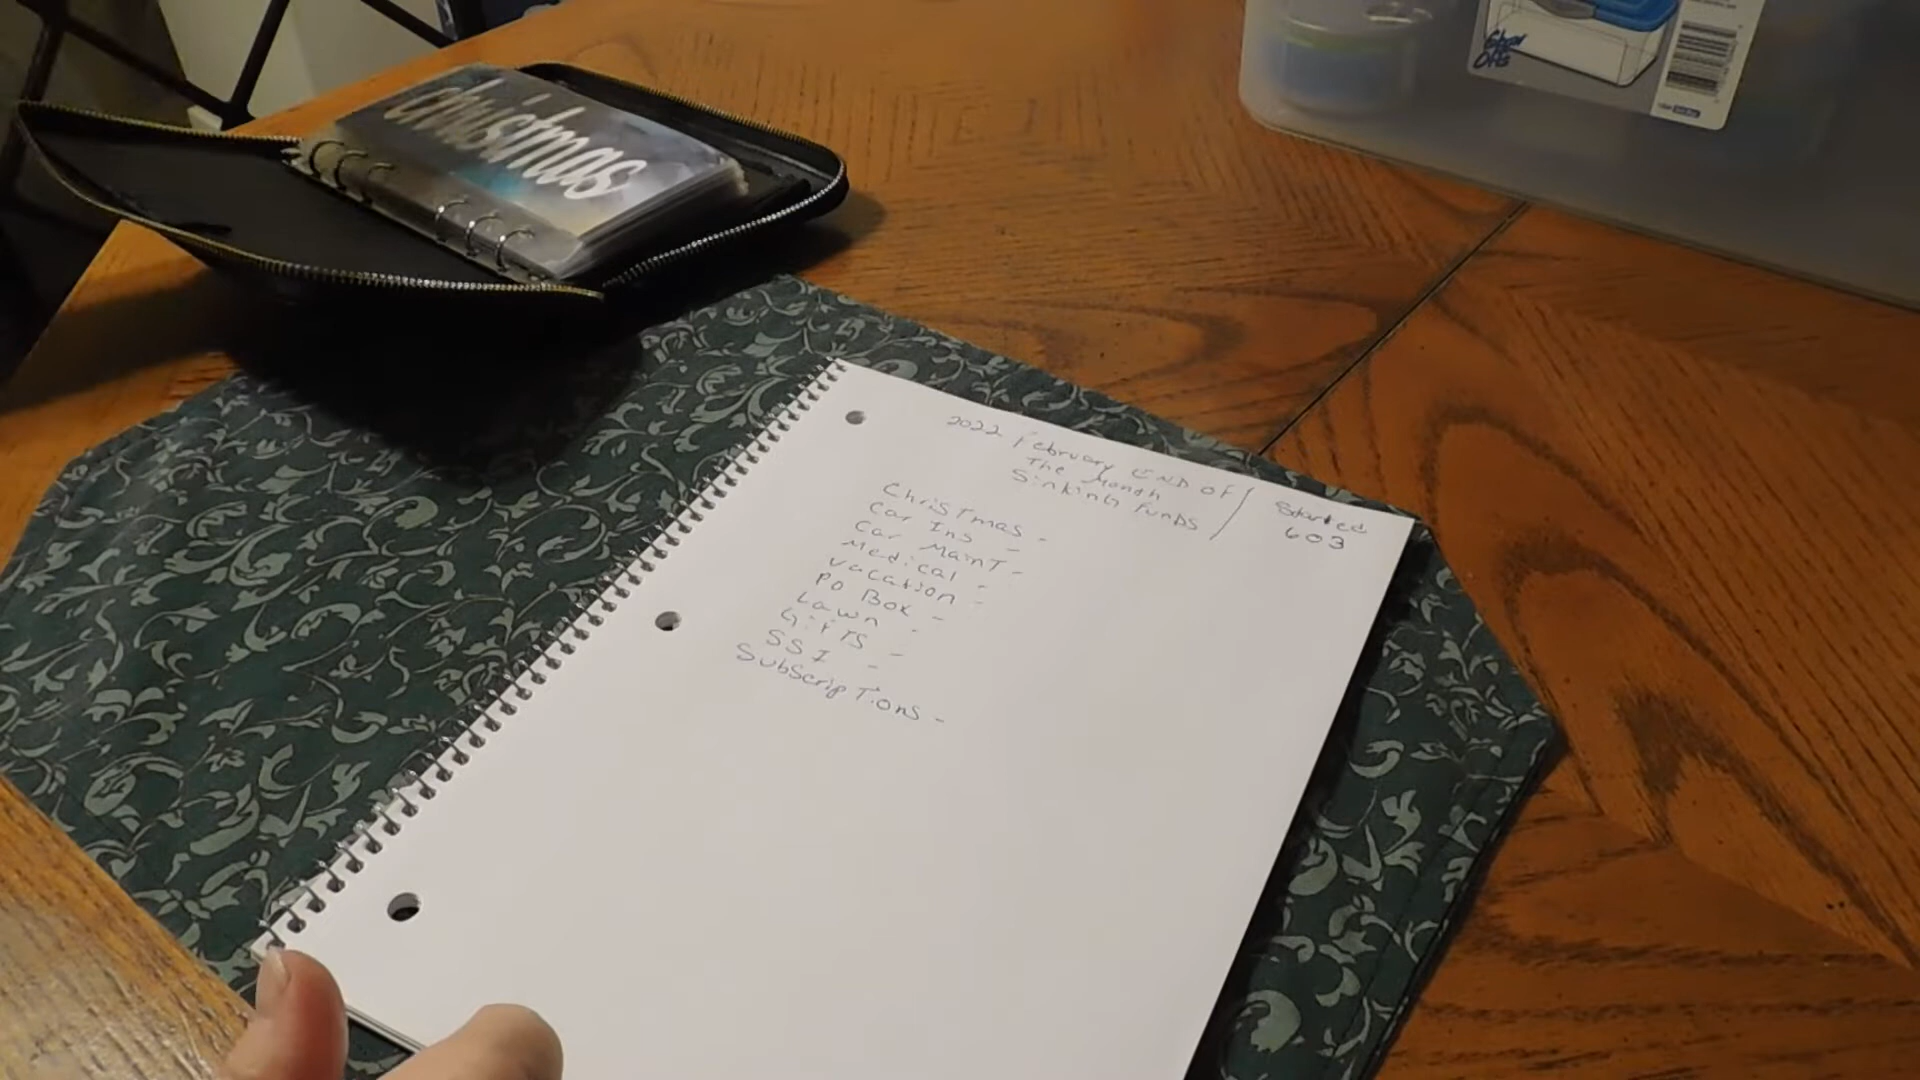 christmas
2022 February END OF
The Month
Sinking Funds
Started
603
Christmas -
Car Ins -
Car Maint -
Medical -
Vacation -
PO Box -
Lawn -
Gifts -
SSI -
Subscriptions -